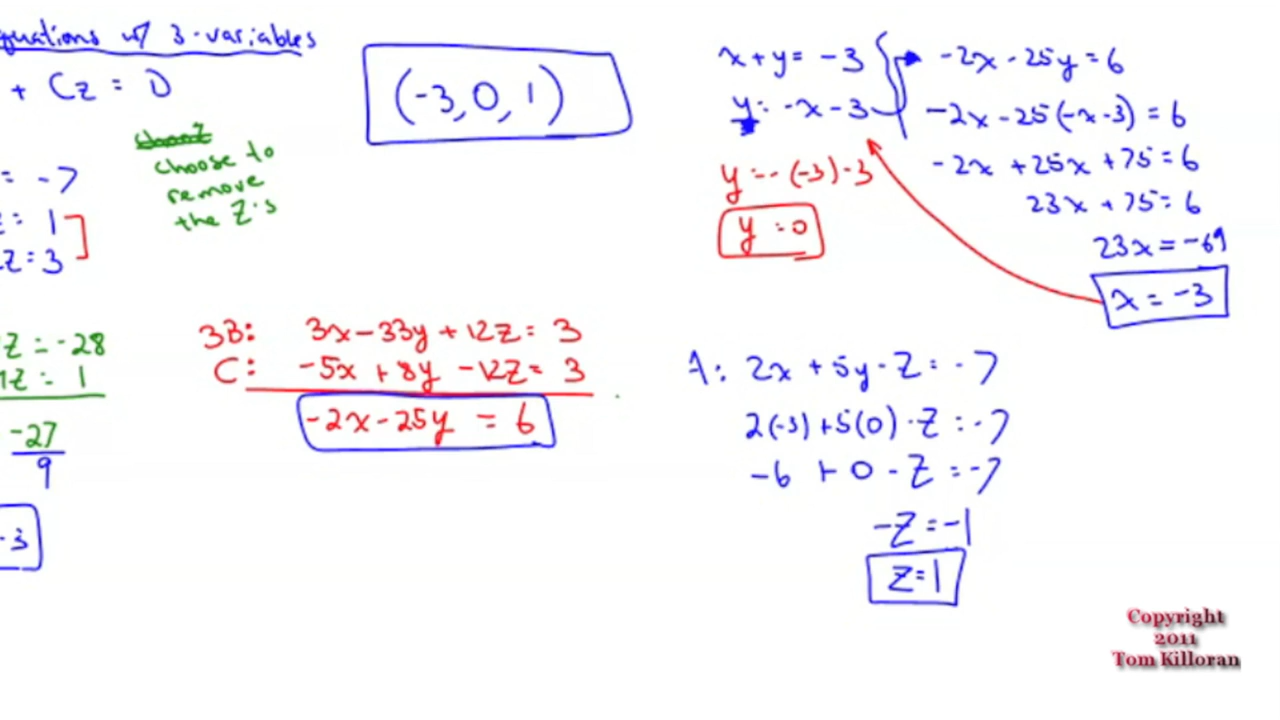 quations w/ 3-variables
+ Cz = D
(-3,0,1)
choose to
remove
the Z's
= -7
z = 1
z = 3
z = -28
1z = 1
-27
9
-3
3B: 3x-33y+12z = 3
C: -5x + 8y -12z = 3
-2x-25y = 6
x+y = -3
y = -x-3
y = -(-3)-3
y = 0
-2x-25y=6
-2x-25(-x-3) = 6
-2x +25x +75=6
23x +75=6
23x = -69
x = -3
A: 2x +5y-z = -7
2(-3)+5(0)-z = -7
-6 + 0 - z = -7
-z = -1
z=1
Copyright
2011
Tom Killoran